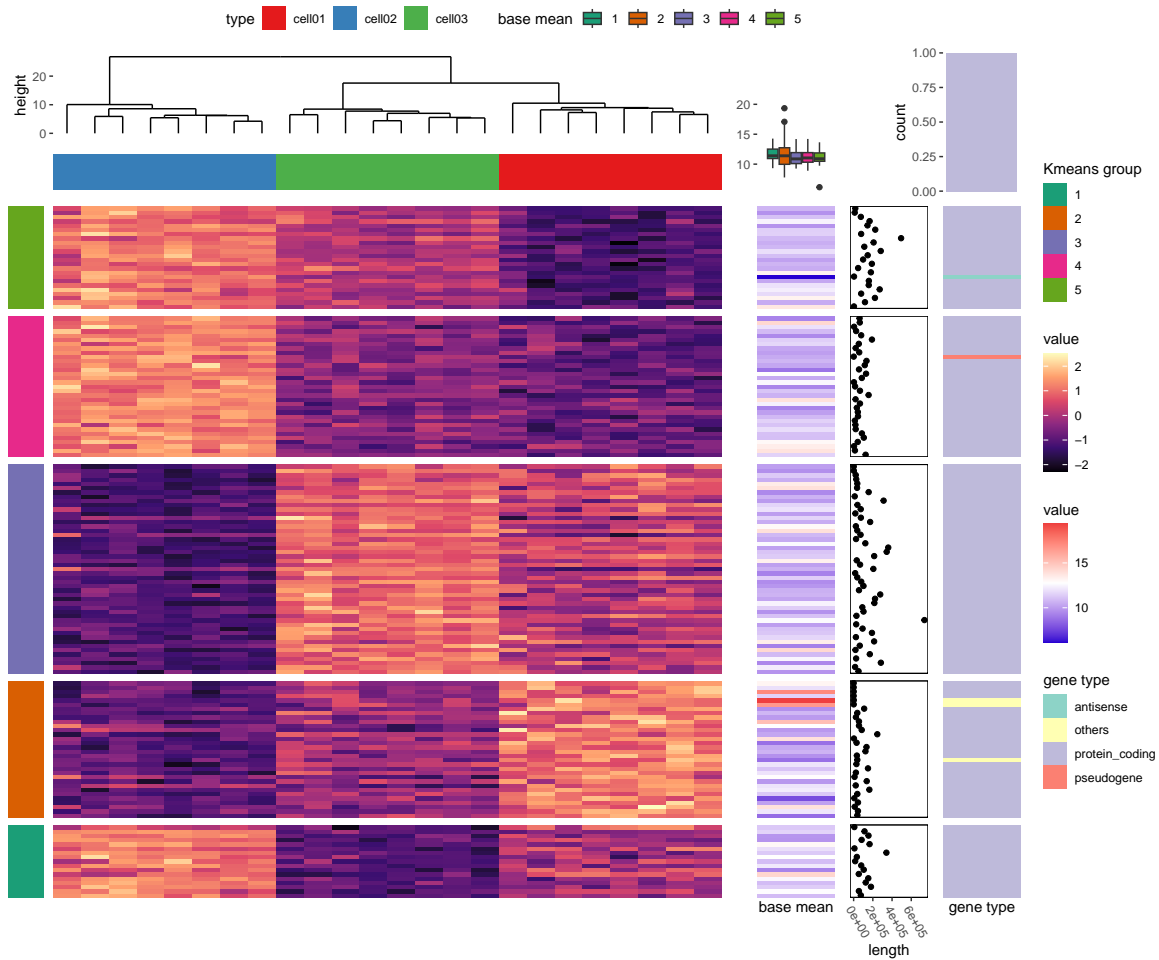 type cell01 cell02 cell03 base mean 1 2 3 4 5
height
20
10
0
20
15
10
count
1.00
0.75
0.50
0.25
0.00
Kmeans group
1
2
3
4
5
value
2
1
0
−1
−2
value
15
10
gene type
antisense
others
protein_coding
pseudogene
base mean
0e+00
2e+05
4e+05
6e+05
length
gene type